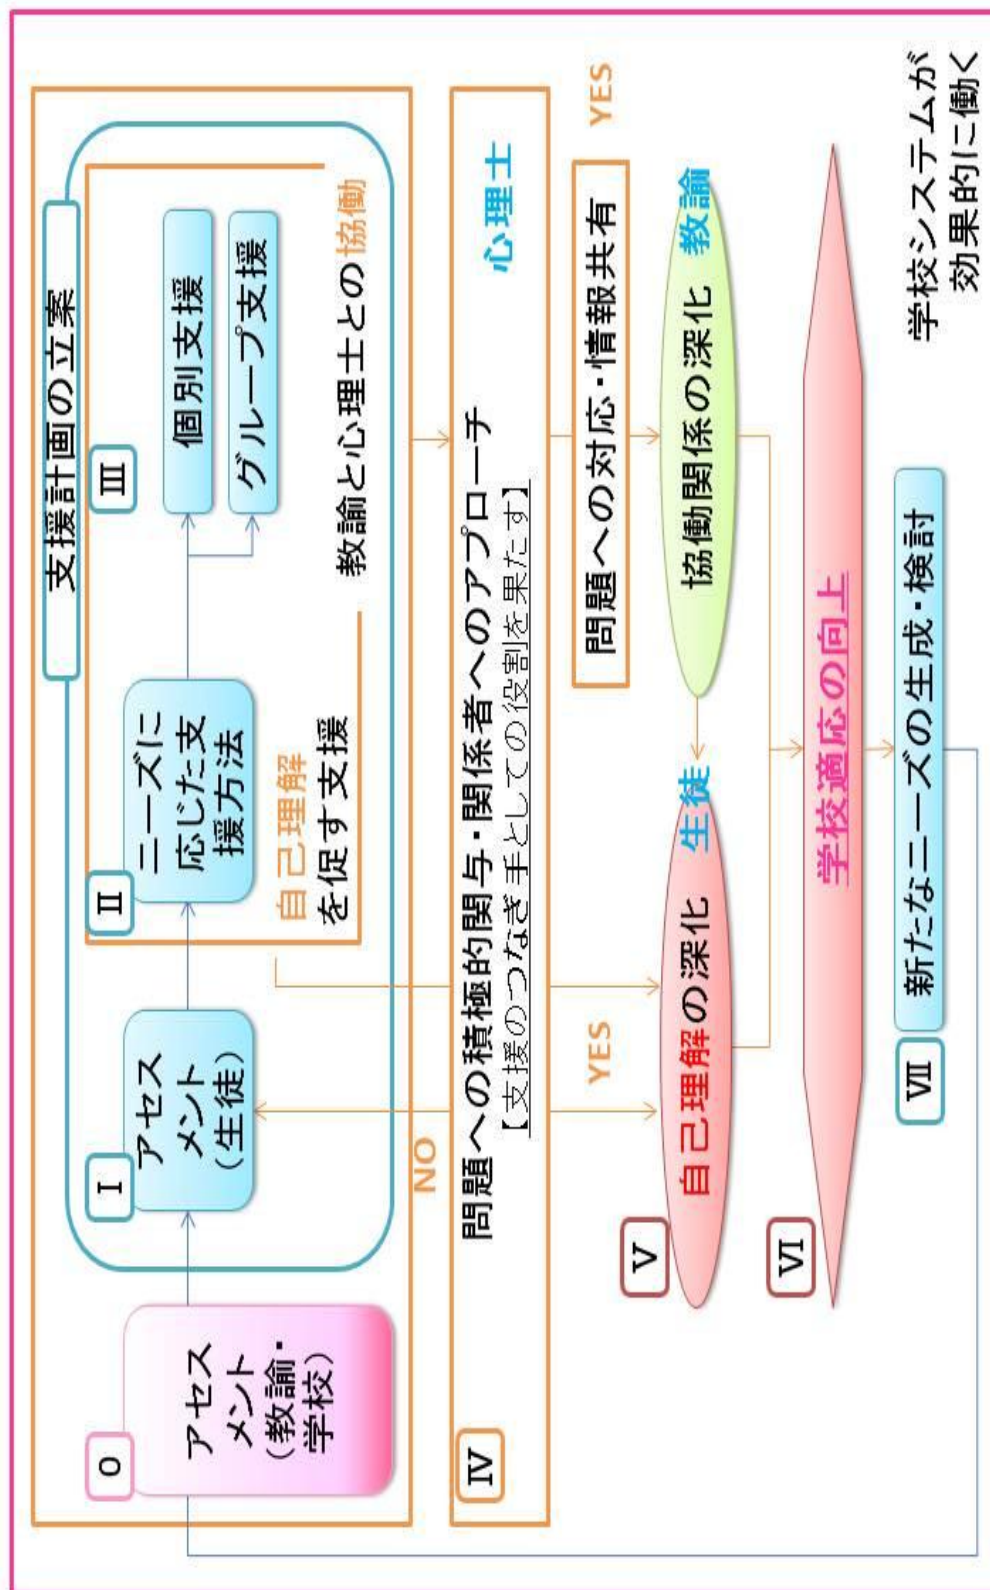 支援計画の立案
0
アセス
メント
(教諭・
学校)
I
アセス
メント
(生徒)
II
ニーズに
応じた支
援方法
III
個別支援
グループ支援
自己理解
を促す支援
教諭と心理士との協働
NO
IV
問題への積極的関与・関係者へのアプローチ
【支援のつなぎ手としての役割を果たす】
心理士
YES
問題への対応・情報共有
YES
V
自己理解の深化
生徒
協働関係の深化
教諭
VI
学校適応の向上
VII
新たなニーズの生成・検討
学校システムが
効果的に働く